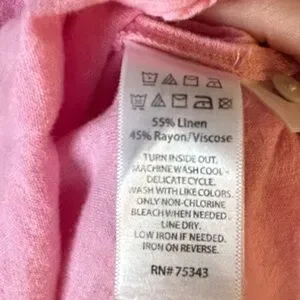 55% Linen
45% Rayon/Viscose
TURN INSIDE OUT.
MACHINE WASH COOL -
DELICATE CYCLE.
WASH WITH LIKE COLORS.
ONLY NON-CHLORINE
BLEACH WHEN NEEDED.
LINE DRY.
LOW IRON IF NEEDED.
IRON ON REVERSE.
RN# 75343